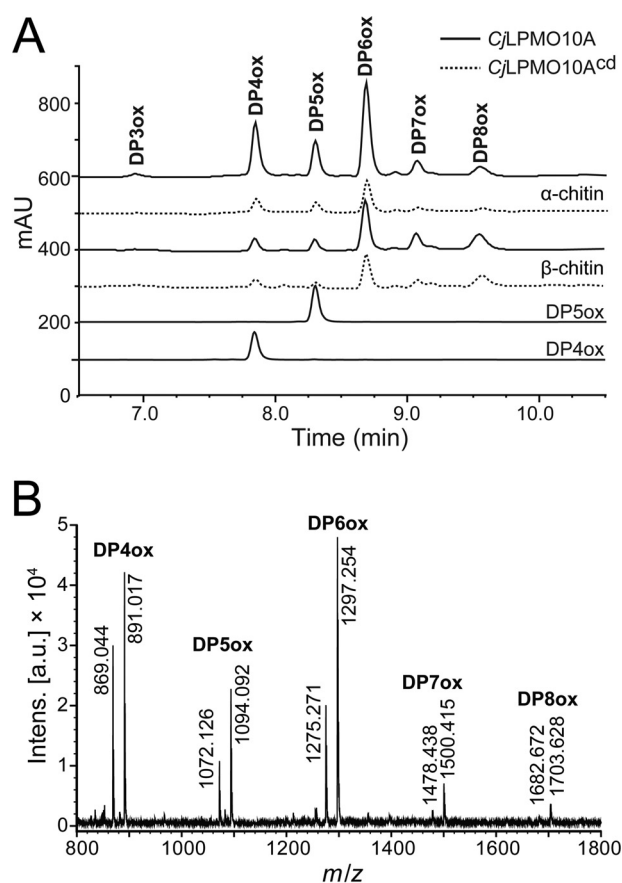 A
CjLPMO10A
CjLPMO10Acd
DP3ox
DP4ox
DP5ox
DP6ox
DP7ox
DP8ox
mAU
800
600
400
200
0
α-chitin
β-chitin
DP5ox
DP4ox
7.0 8.0 9.0 10.0
Time (min)
B
Intens. [a.u.] × 10⁴
5
4
3
2
1
0
DP4ox
869.044
891.017
DP5ox
1072.126
1094.092
DP6ox
1275.271
1297.254
DP7ox
1478.438
1500.415
DP8ox
1682.672
1703.628
800 1000 1200 1400 1600 1800
m/z